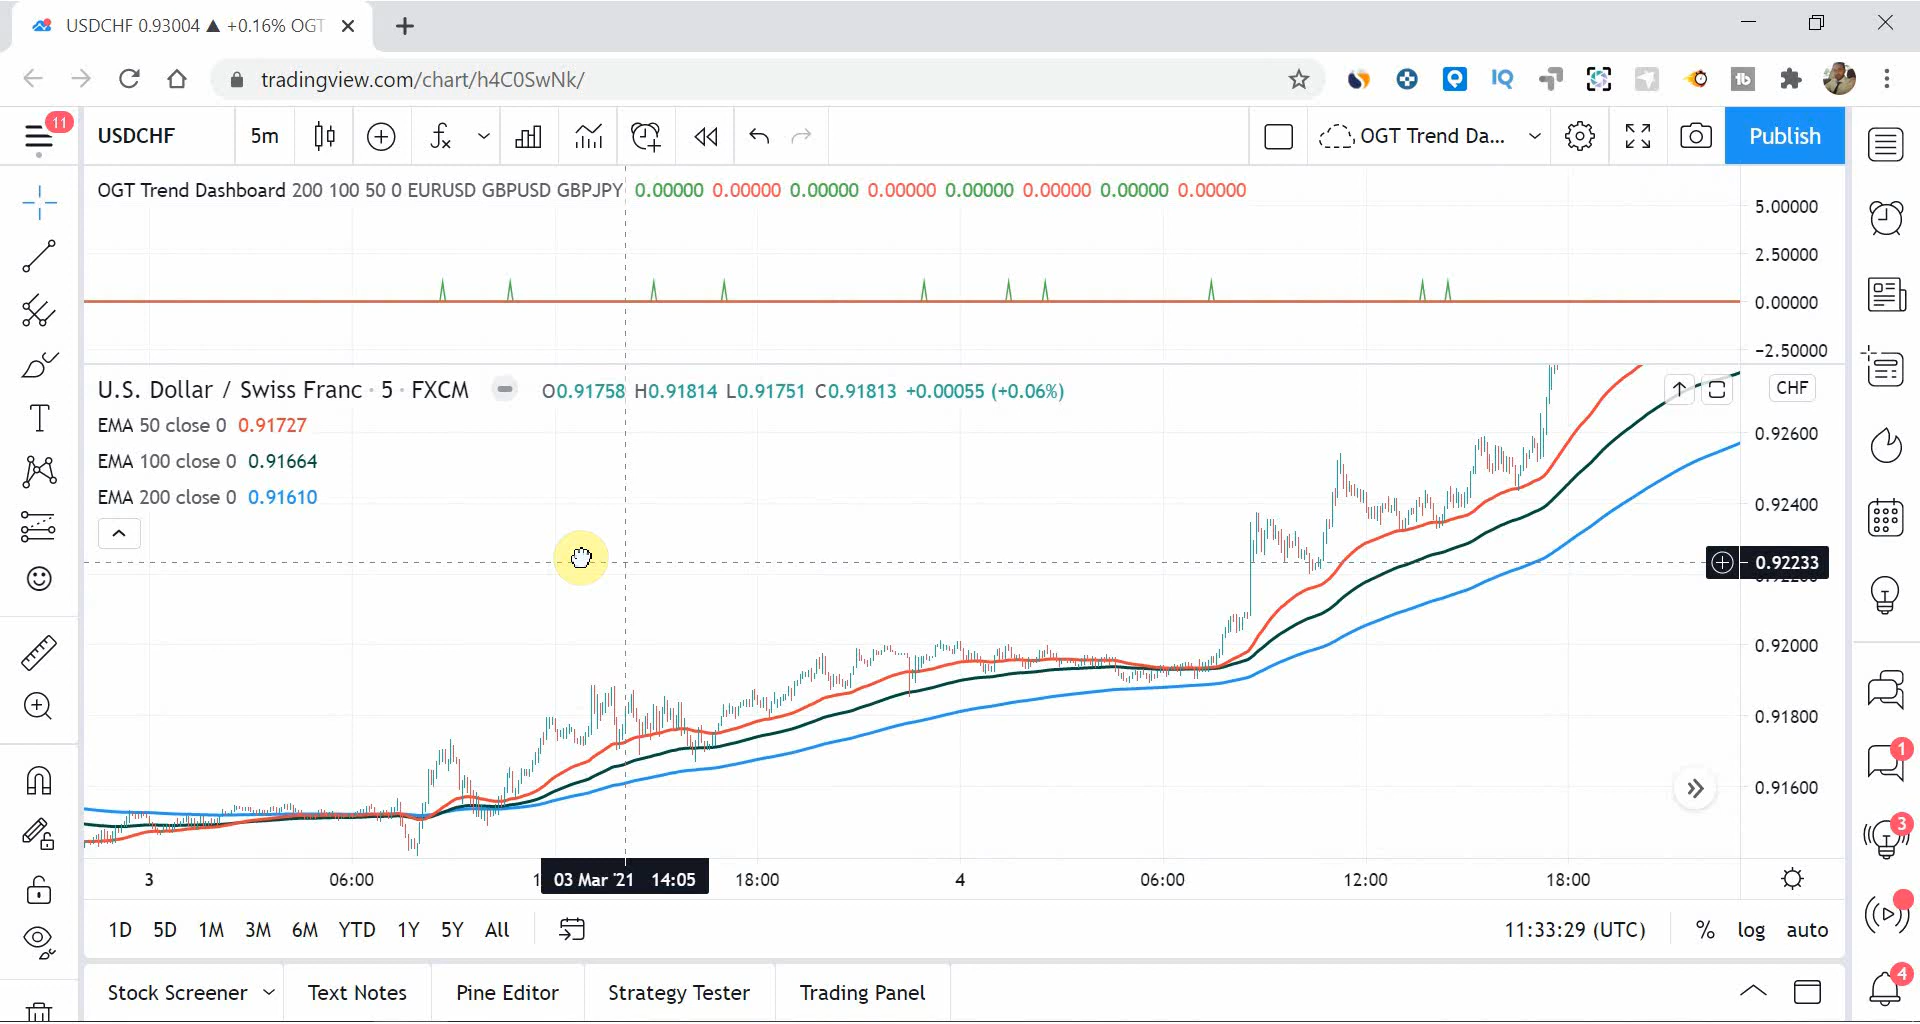 USDCHF 0.93004 ▲ +0.16% OGT
tradingview.com/chart/h4C0SwNk/
IQ
11
USDCHF 5m
OGT Trend Da...
Publish
OGT Trend Dashboard 200 100 50 0 EURUSD GBPUSD GBPJPY 0.00000 0.00000 0.00000 0.00000 0.00000 0.00000 0.00000 0.00000
5.00000
2.50000
0.00000
−2.50000
U.S. Dollar / Swiss Franc · 5 · FXCM O0.91758 H0.91814 L0.91751 C0.91813 +0.00055 (+0.06%)
CHF
EMA 50 close 0 0.91727
EMA 100 close 0 0.91664
EMA 200 close 0 0.91610
0.92600
0.92400
0.92233
0.92000
0.91800
0.91600
1
3
3 06:00 03 Mar '21 14:05 18:00 4 06:00 12:00 18:00
1D 5D 1M 3M 6M YTD 1Y 5Y All
11:33:29 (UTC) % log auto
Stock Screener Text Notes Pine Editor Strategy Tester Trading Panel
4